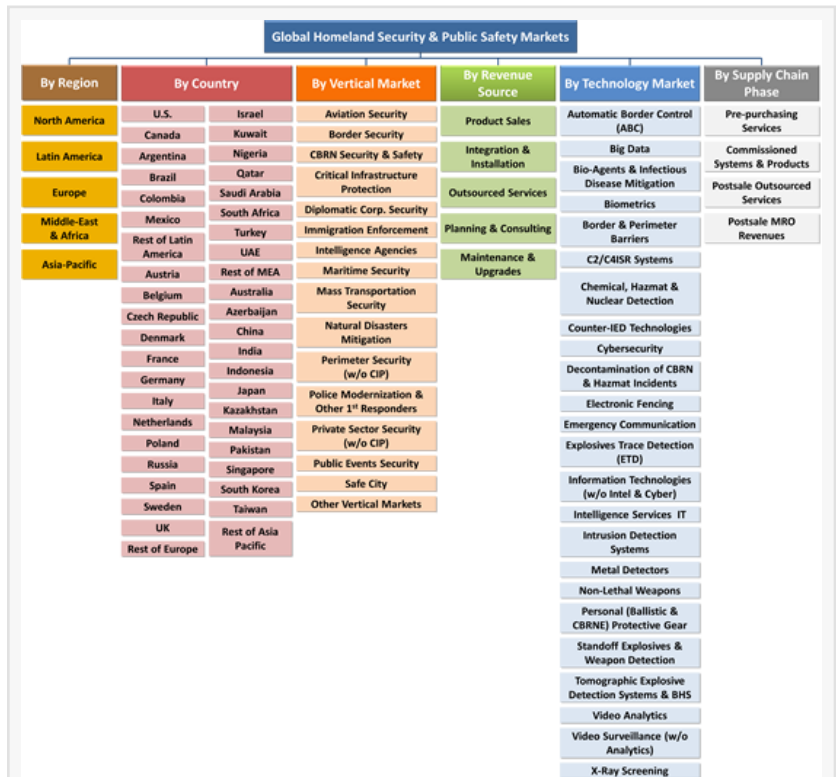 Global Homeland Security & Public Safety Markets
By Region
North America
Latin America
Europe
Middle-East
& Africa
Asia-Pacific
By Country
U.S.
Canada
Argentina
Brazil
Colombia
Mexico
Rest of Latin
America
Austria
Belgium
Czech Republic
Denmark
France
Germany
Italy
Netherlands
Poland
Russia
Spain
Sweden
UK
Rest of Europe
Israel
Kuwait
Nigeria
Qatar
Saudi Arabia
South Africa
Turkey
UAE
Rest of MEA
Australia
Azerbaijan
China
India
Indonesia
Japan
Kazakhstan
Malaysia
Pakistan
Singapore
South Korea
Taiwan
Rest of Asia
Pacific
By Vertical Market
Aviation Security
Border Security
CBRN Security & Safety
Critical Infrastructure
Protection
Diplomatic Corp. Security
Immigration Enforcement
Intelligence Agencies
Maritime Security
Mass Transportation
Security
Natural Disasters
Mitigation
Perimeter Security
(w/o CIP)
Police Modernization &
Other 1st Responders
Private Sector Security
(w/o CIP)
Public Events Security
Safe City
Other Vertical Markets
By Revenue
Source
Product Sales
Integration &
Installation
Outsourced Services
Planning & Consulting
Maintenance &
Upgrades
By Technology Market
Automatic Border Control
(ABC)
Big Data
Bio-Agents & Infectious
Disease Mitigation
Biometrics
Border & Perimeter
Barriers
C2/C4ISR Systems
Chemical, Hazmat &
Nuclear Detection
Counter-IED Technologies
Cybersecurity
Decontamination of CBRN
& Hazmat Incidents
Electronic Fencing
Emergency Communication
Explosives Trace Detection
(ETD)
Information Technologies
(w/o Intel & Cyber)
Intelligence Services IT
Intrusion Detection
Systems
Metal Detectors
Non-Lethal Weapons
Personal (Ballistic &
CBRNE) Protective Gear
Standoff Explosives &
Weapon Detection
Tomographic Explosive
Detection Systems & BHS
Video Analytics
Video Surveillance (w/o
Analytics)
X-Ray Screening
By Supply Chain
Phase
Pre-purchasing
Services
Commissioned
Systems & Products
Postsale Outsourced
Services
Postsale MRO
Revenues